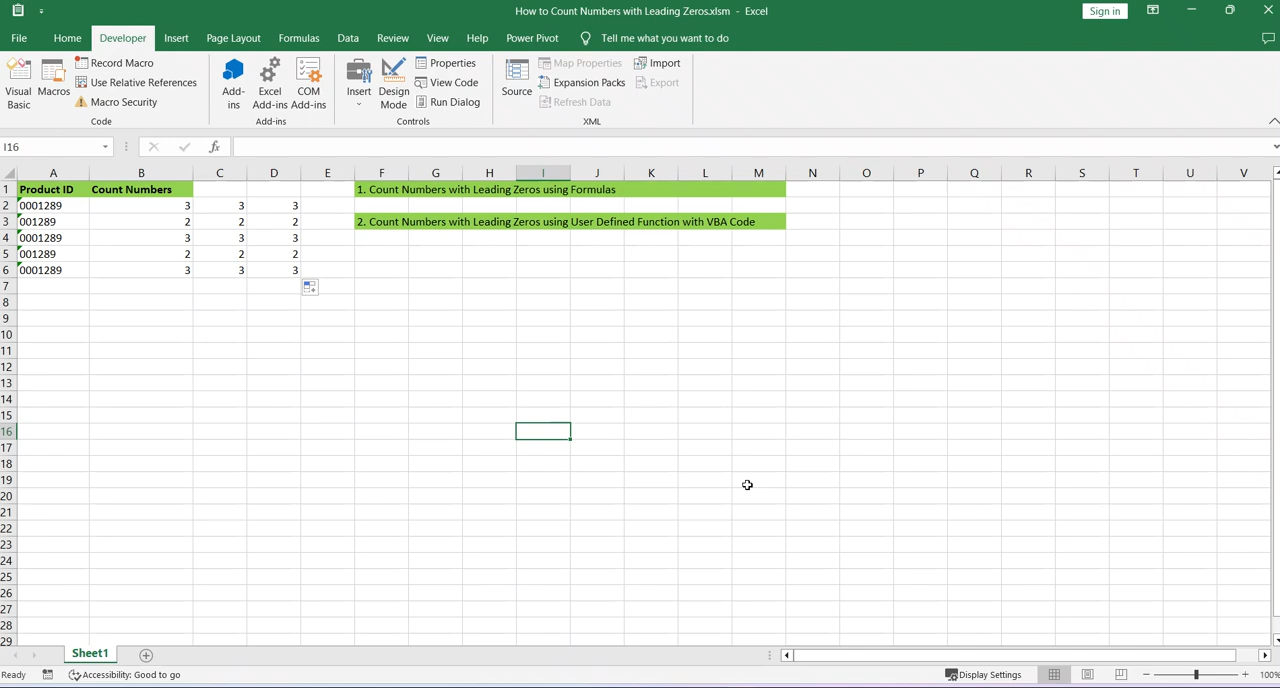 How to Count Numbers with Leading Zeros.xlsm - Excel
Sign in
File Home Developer Insert Page Layout Formulas Data Review View Help Power Pivot Tell me what you want to do
Visual Basic
Macros
Record Macro
Use Relative References
Macro Security
Code
Add-ins
Excel Add-ins
COM Add-ins
Add-ins
Insert
Design Mode
Properties
View Code
Run Dialog
Controls
Source
Map Properties
Expansion Packs
Refresh Data
Import
Export
XML
I16
fx
A B C D E F G H I J K L M N O P Q R S T U V
1 Product ID Count Numbers 1. Count Numbers with Leading Zeros using Formulas
2 0001289 3 3 3
3 001289 2 2 2 2. Count Numbers with Leading Zeros using User Defined Function with VBA Code
4 0001289 3 3 3
5 001289 2 2 2
6 0001289 3 3 3
7
8
9
10
11
12
13
14
15
16
17
18
19
20
21
22
23
24
25
26
27
28
29
Sheet1
Ready Accessibility: Good to go Display Settings 100%